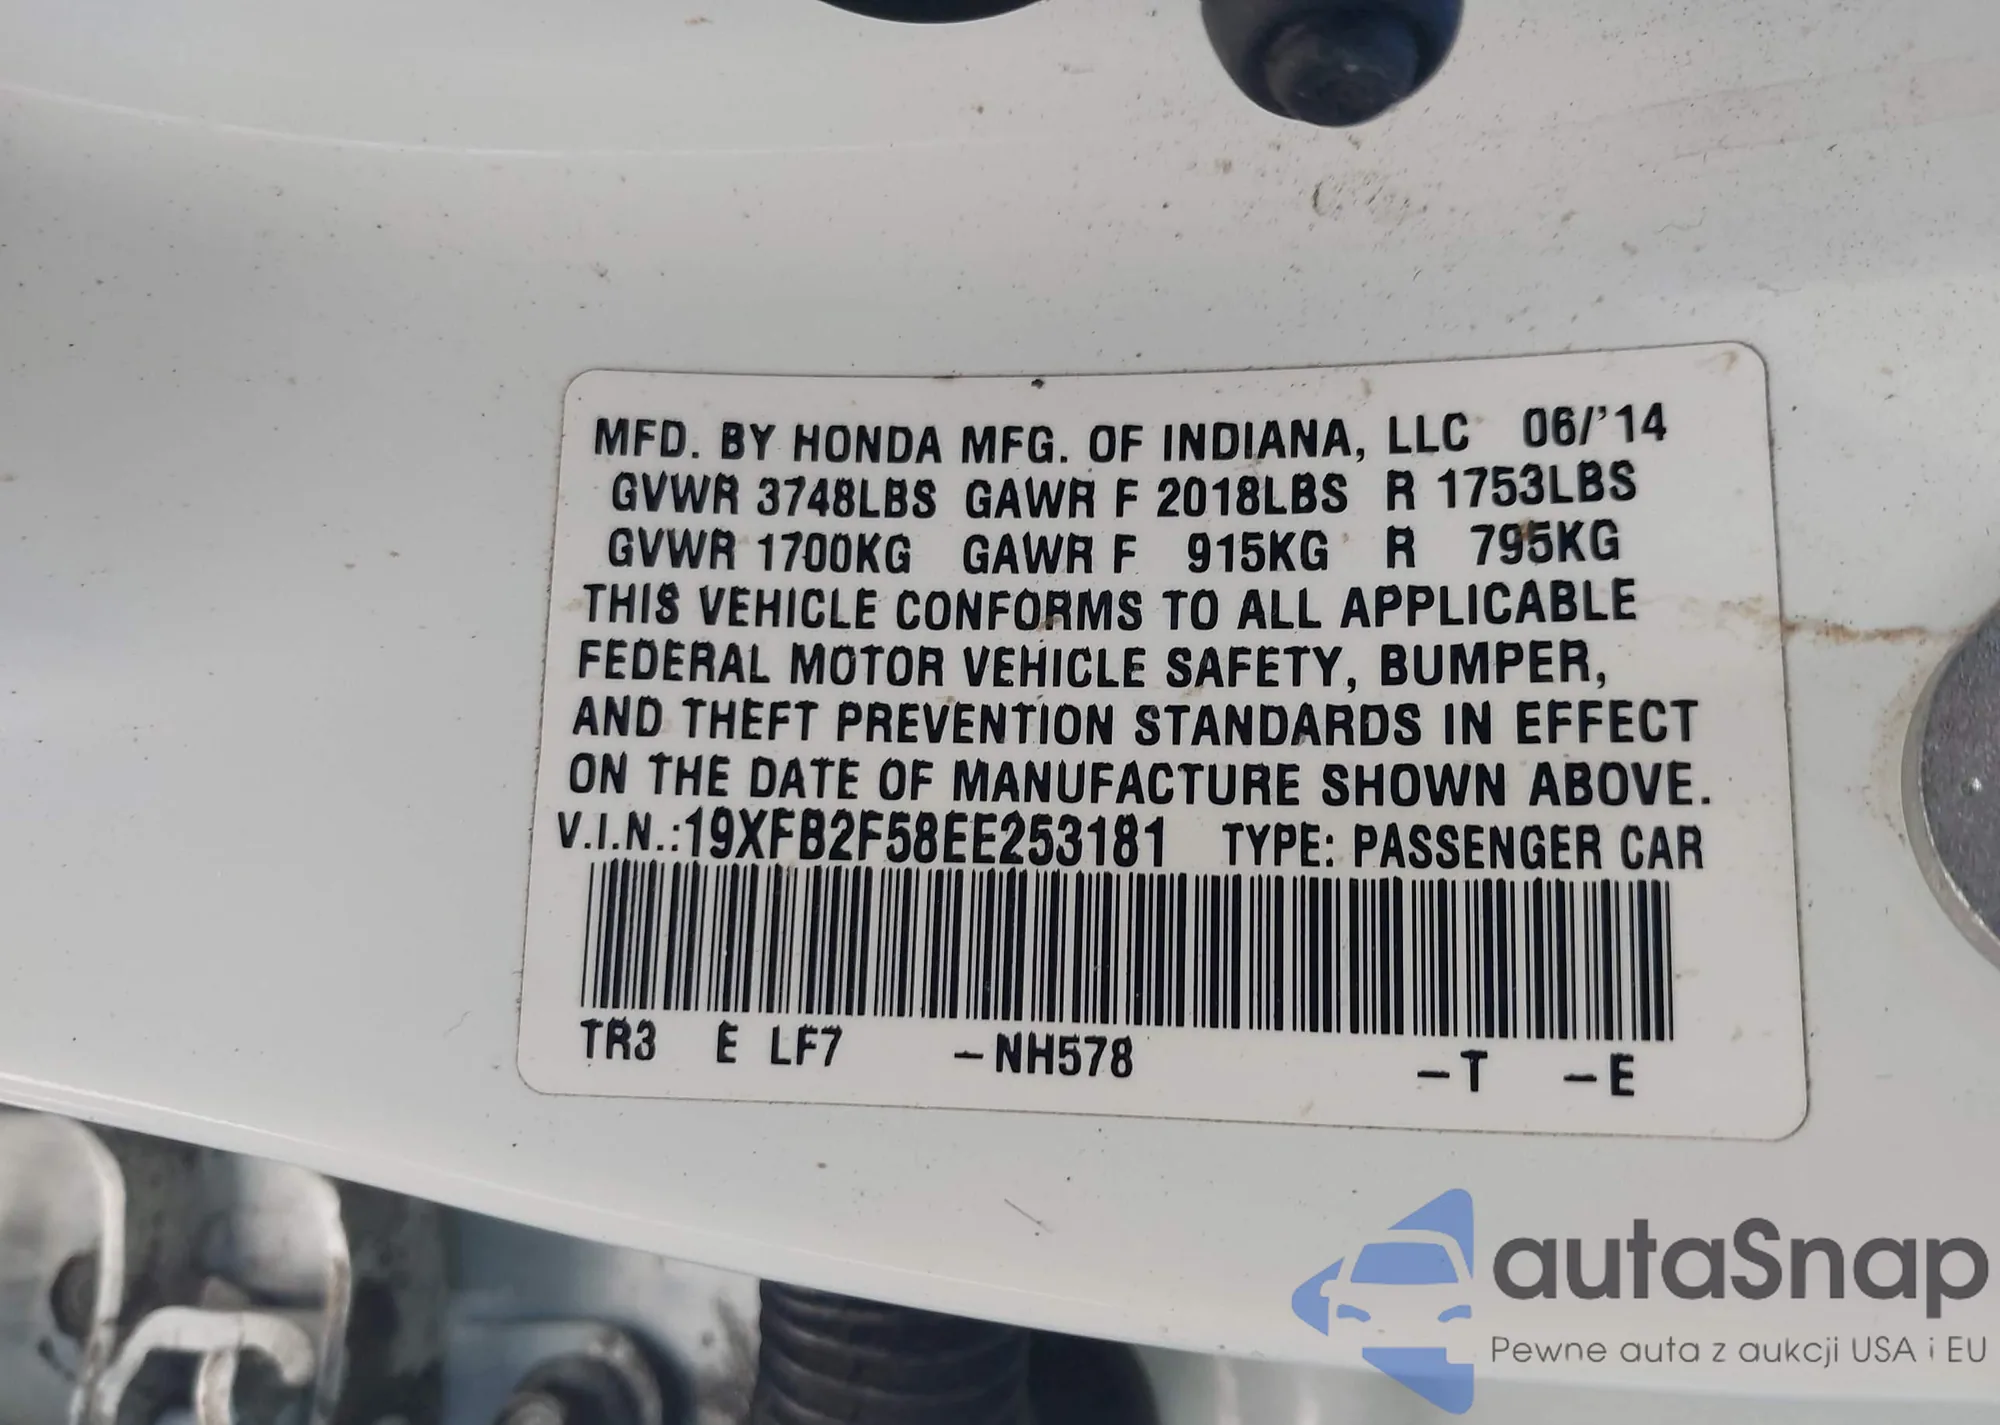 MFD. BY HONDA MFG. OF INDIANA, LLC 06/'14
GVWR 3748LBS GAWR F 2018LBS R 1753LBS
GVWR 1700KG GAWR F 915KG R 795KG
THIS VEHICLE CONFORMS TO ALL APPLICABLE
FEDERAL MOTOR VEHICLE SAFETY, BUMPER,
AND THEFT PREVENTION STANDARDS IN EFFECT
ON THE DATE OF MANUFACTURE SHOWN ABOVE.
V.I.N.:19XFB2F58EE253181 TYPE: PASSENGER CAR
TR3 E LF7 -NH578 -T -E
autaSnap
Pewne auta z aukcji USA i EU